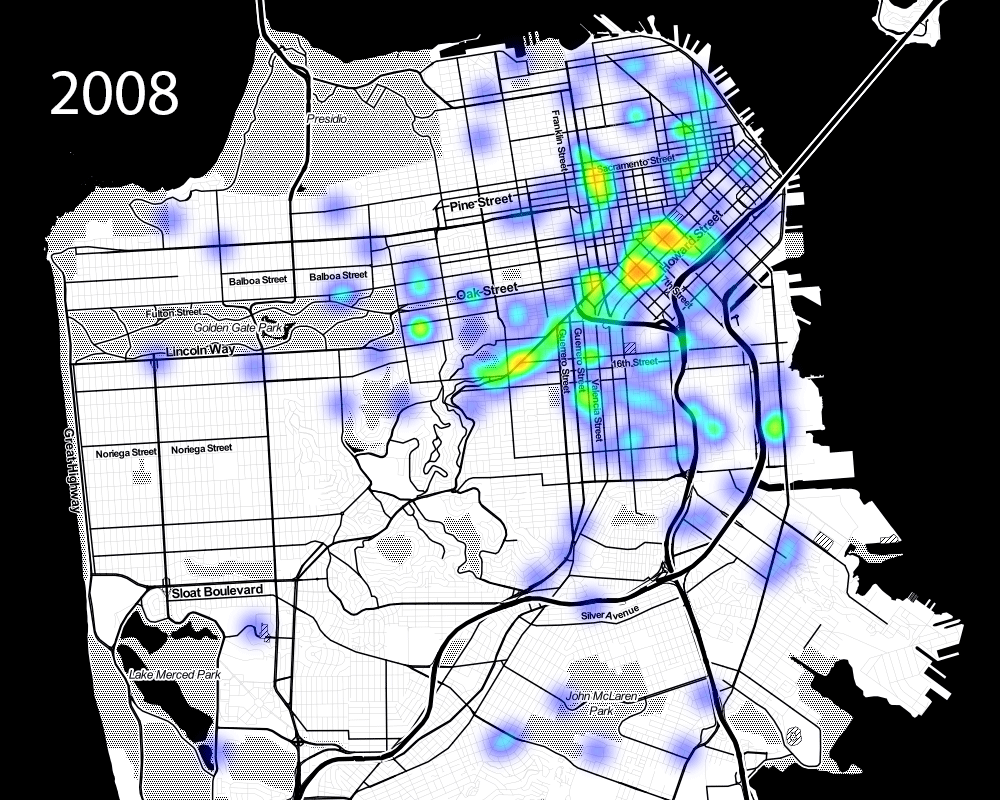 2008
Presidio
Franklin Street
Sacramento Street
Pine Street
Howard Street
Balboa Street
Balboa Street
Oak Street
7th Street
Fulton Street
Golden Gate Park
Lincoln Way
Guerrero Street
Guerrero Street
16th Street
Valencia Street
Great Highway
Noriega Street
Noriega Street
Sloat Boulevard
Silver Avenue
Lake Merced Park
John McLaren
Park